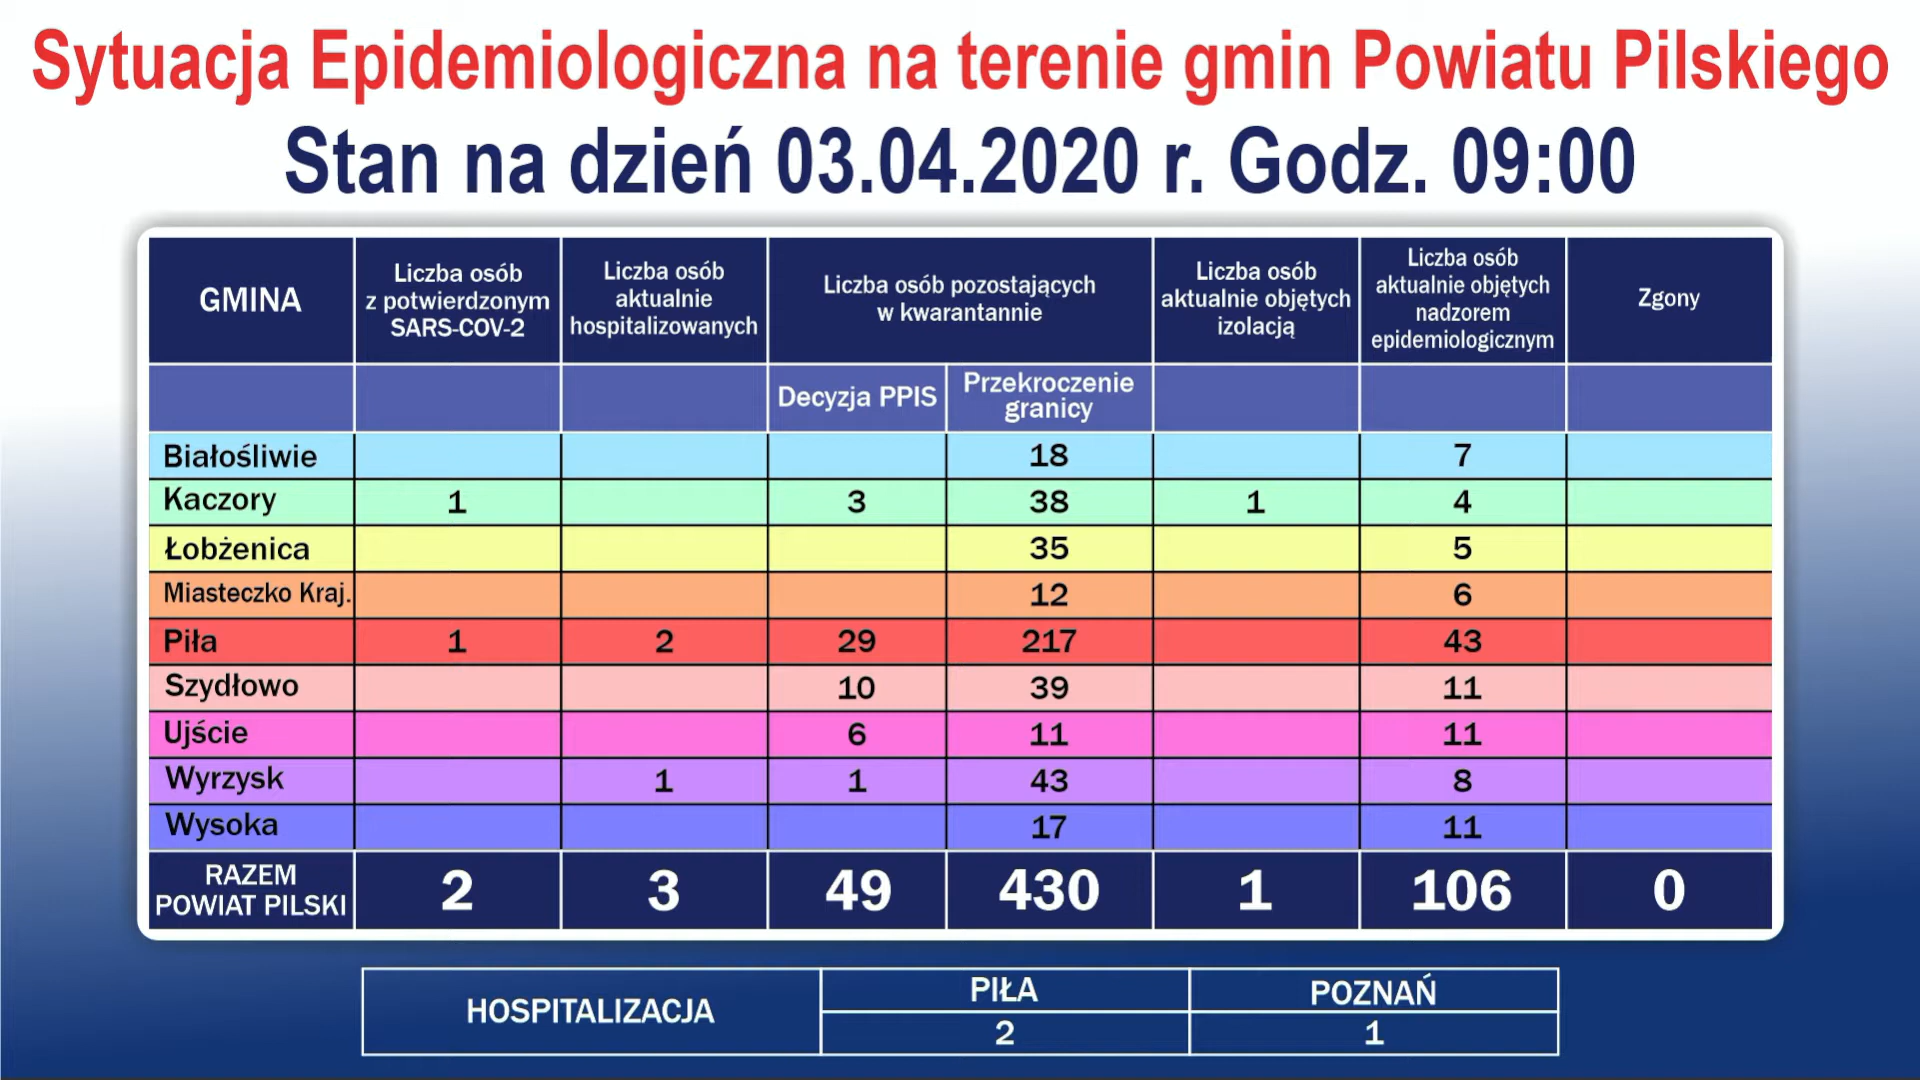 Sytuacja Epidemiologiczna na terenie gmin Powiatu Pilskiego
Stan na dzień 03.04.2020 r. Godz. 09:00
GMINA
Liczba osób
z potwierdzonym
SARS-COV-2
Liczba osób
aktualnie
hospitalizowanych
Liczba osób pozostających
w kwarantannie
Liczba osób
aktualnie objętych
izolacją
Liczba osób
aktualnie objętych
nadzorem
epidemiologicznym
Zgony
Decyzja PPIS
Przekroczenie
granicy
Białośliwie 18 7
Kaczory 1 3 38 1 4
Łobżenica 35 5
Miasteczko Kraj. 12 6
Piła 1 2 29 217 43
Szydłowo 10 39 11
Ujście 6 11 11
Wyrzysk 1 1 43 8
Wysoka 17 11
RAZEM
POWIAT PILSKI
2 3 49 430 1 106 0
HOSPITALIZACJA
PIŁA POZNAŃ
2 1